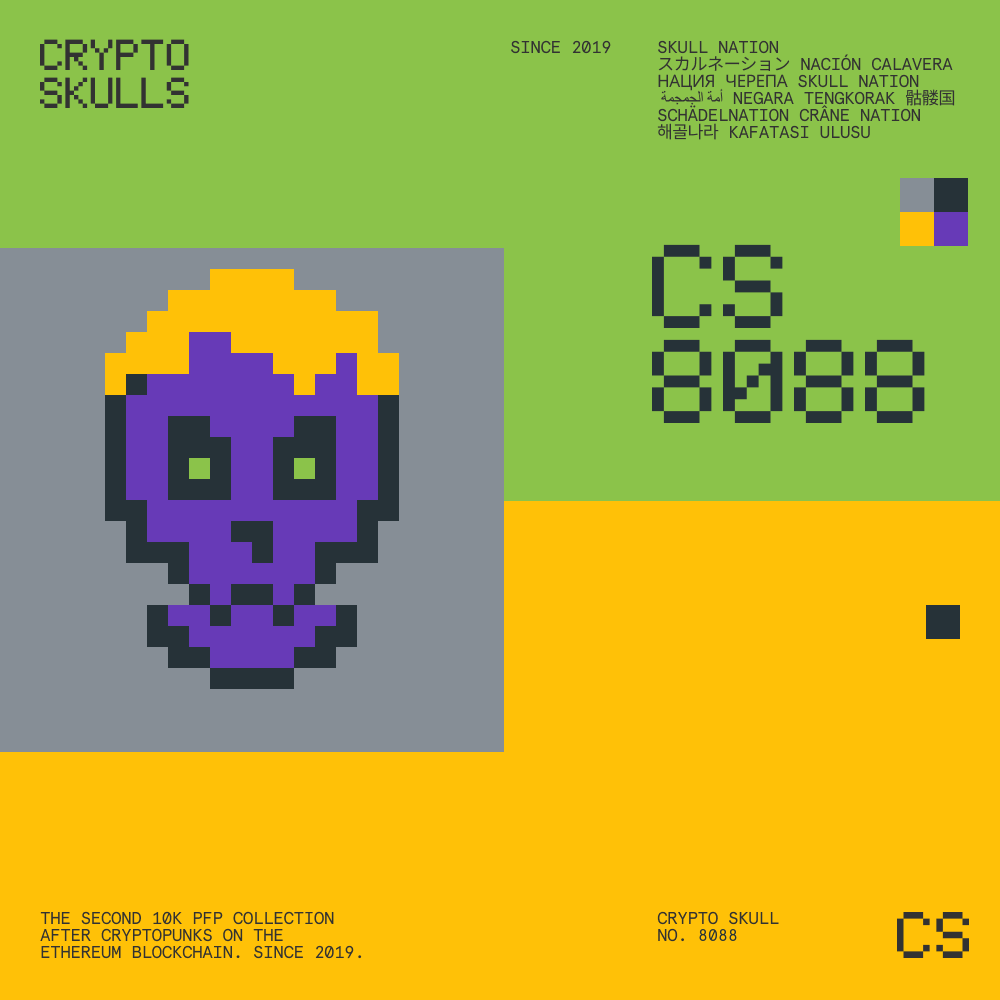 CRYPTO
SKULLS
SINCE 2019
SKULL NATION
スカルネーション NACIÓN CALAVERA
НАЦИЯ ЧЕРЕПА SKULL NATION
أمة الجمجمة NEGARA TENGKORAK 骷髅国
SCHÄDELNATION CRÂNE NATION
해골나라 KAFATASI ULUSU
CS
8088
THE SECOND 10K PFP COLLECTION
AFTER CRYPTOPUNKS ON THE
ETHEREUM BLOCKCHAIN. SINCE 2019.
CRYPTO SKULL
NO. 8088
CS